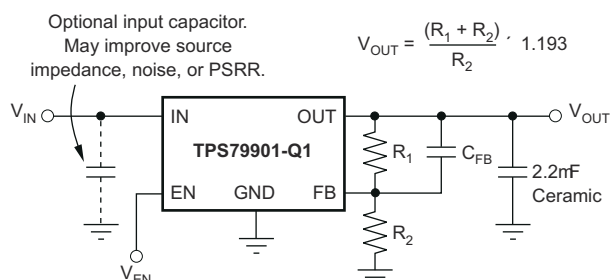 Optional input capacitor.
May improve source
impedance, noise, or PSRR.
V_OUT = (R_1 + R_2) / R_2 · 1.193
V_IN
IN
OUT
V_OUT
TPS79901-Q1
R_1
C_FB
2.2mF
Ceramic
EN
GND
FB
R_2
V_EN